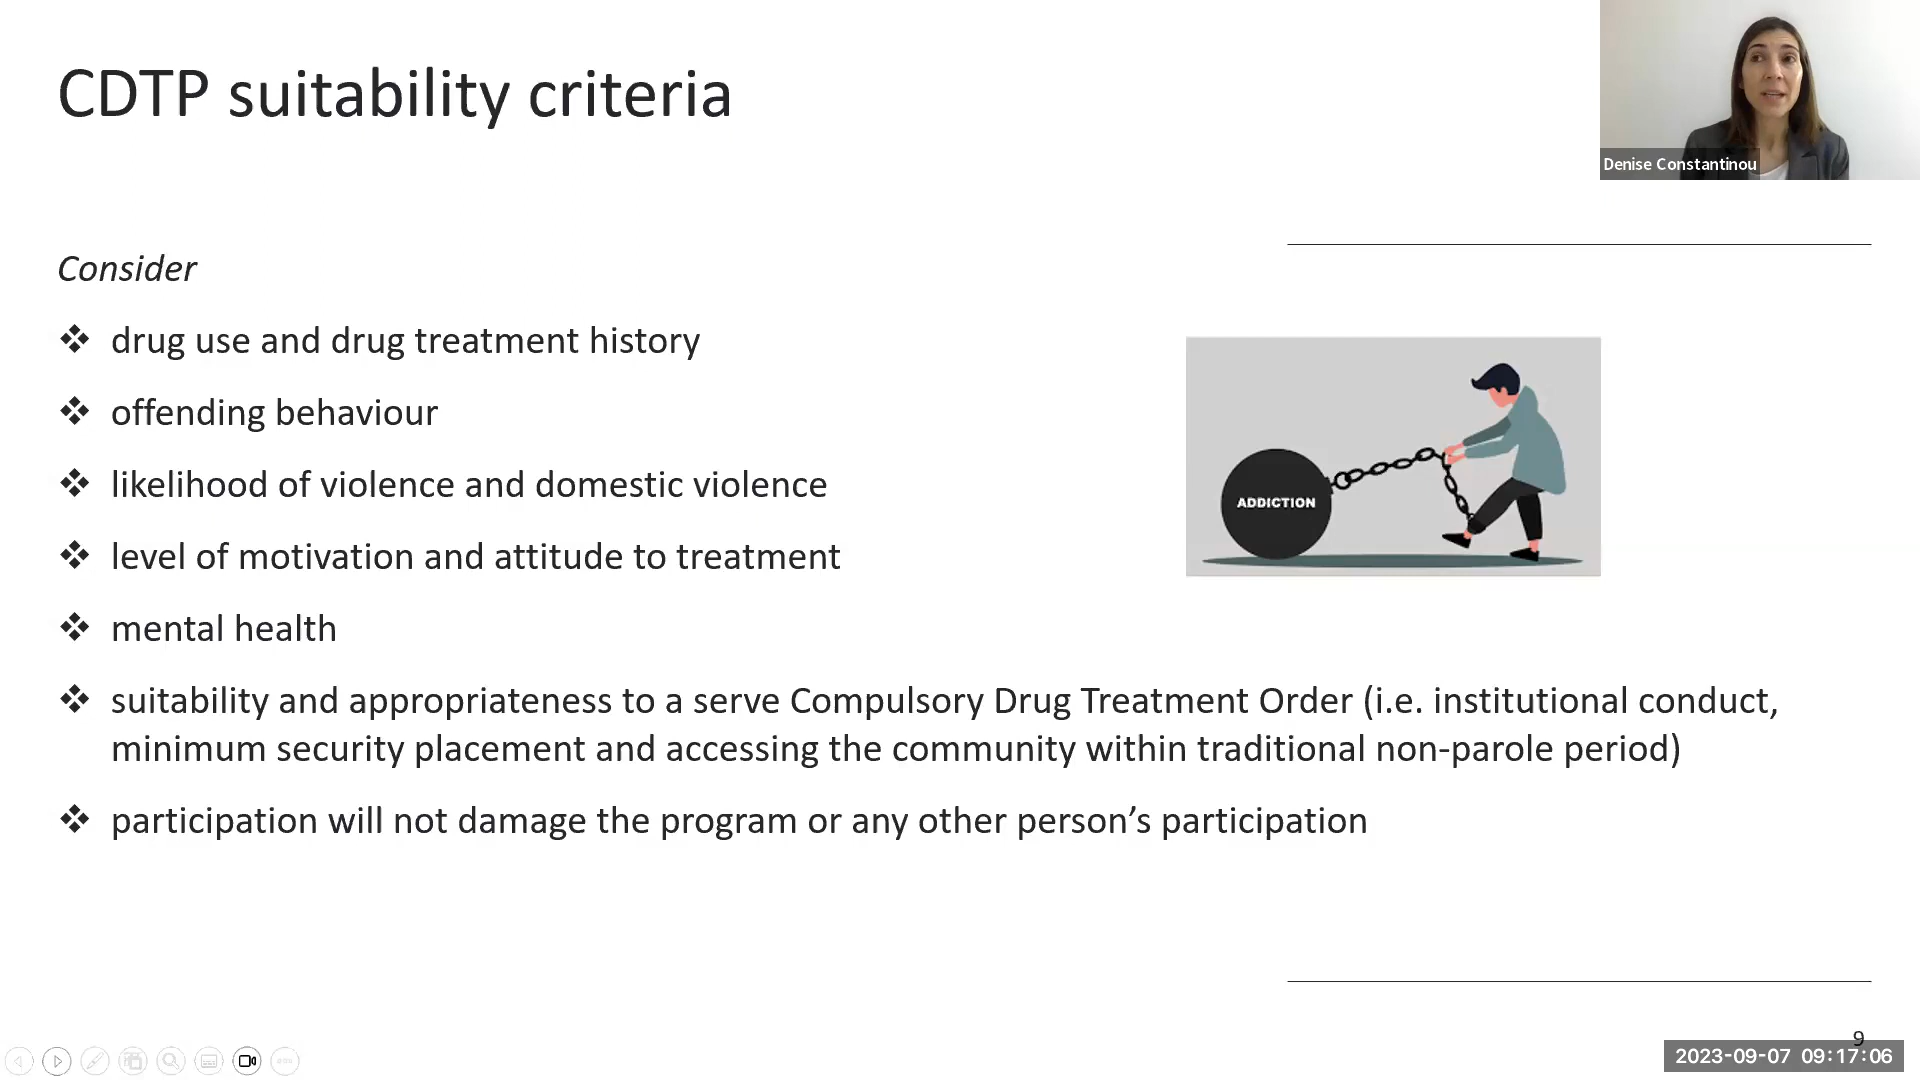 CDTP suitability criteria
Denise Constantinou
Consider
❖ drug use and drug treatment history
❖ offending behaviour
❖ likelihood of violence and domestic violence
❖ level of motivation and attitude to treatment
❖ mental health
❖ suitability and appropriateness to a serve Compulsory Drug Treatment Order (i.e. institutional conduct,
minimum security placement and accessing the community within traditional non-parole period)
❖ participation will not damage the program or any other person’s participation
ADDICTION
9
2023-09-07 09:17:06